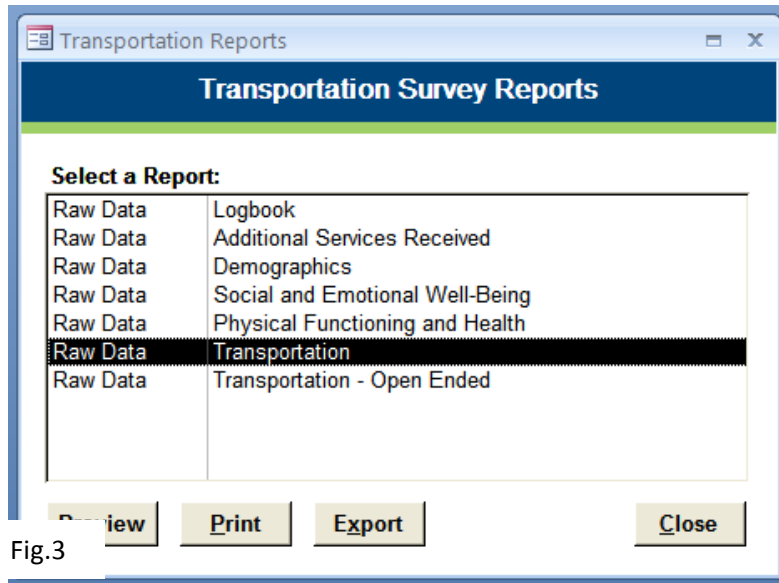 Transportation Reports
Transportation Survey Reports
Select a Report:
Raw Data Logbook
Raw Data Additional Services Received
Raw Data Demographics
Raw Data Social and Emotional Well-Being
Raw Data Physical Functioning and Health
Raw Data Transportation
Raw Data Transportation - Open Ended
Print Export Close
Fig.3